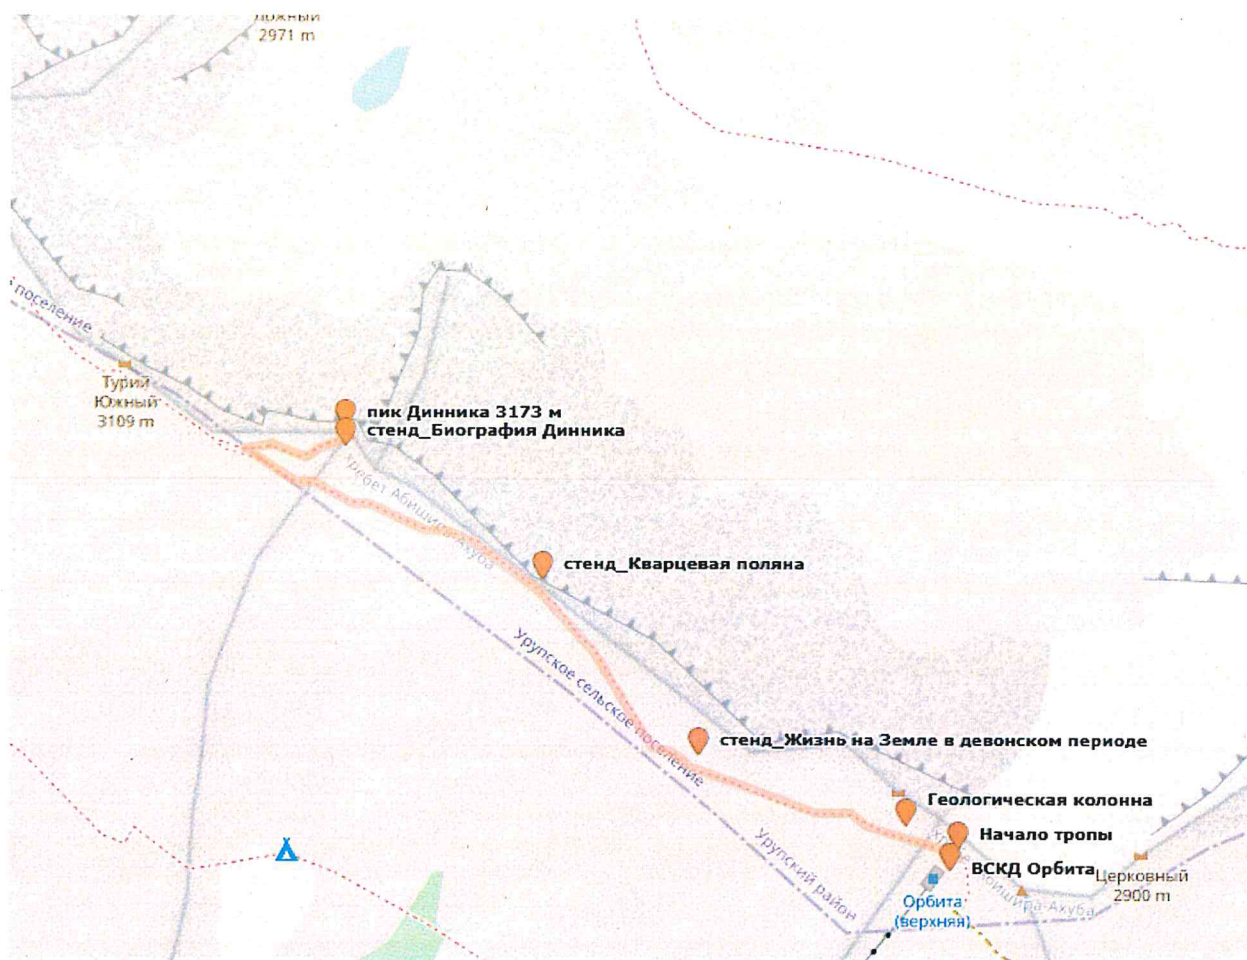 Южный
2971 m
поселение
Турий
Южный
3109 m
пик Динника 3173 м
стенд_Биография Динника
Хребет Абишира-Ахуба
стенд_Кварцевая поляна
Урупское сельское поселение
стенд_Жизнь на Земле в девонском периоде
Геологическая колонна
Начало тропы
ВСКД Орбита
Урупский район
Церковный
2900 m
Орбита
(верхняя)
Абишира-Ахуба